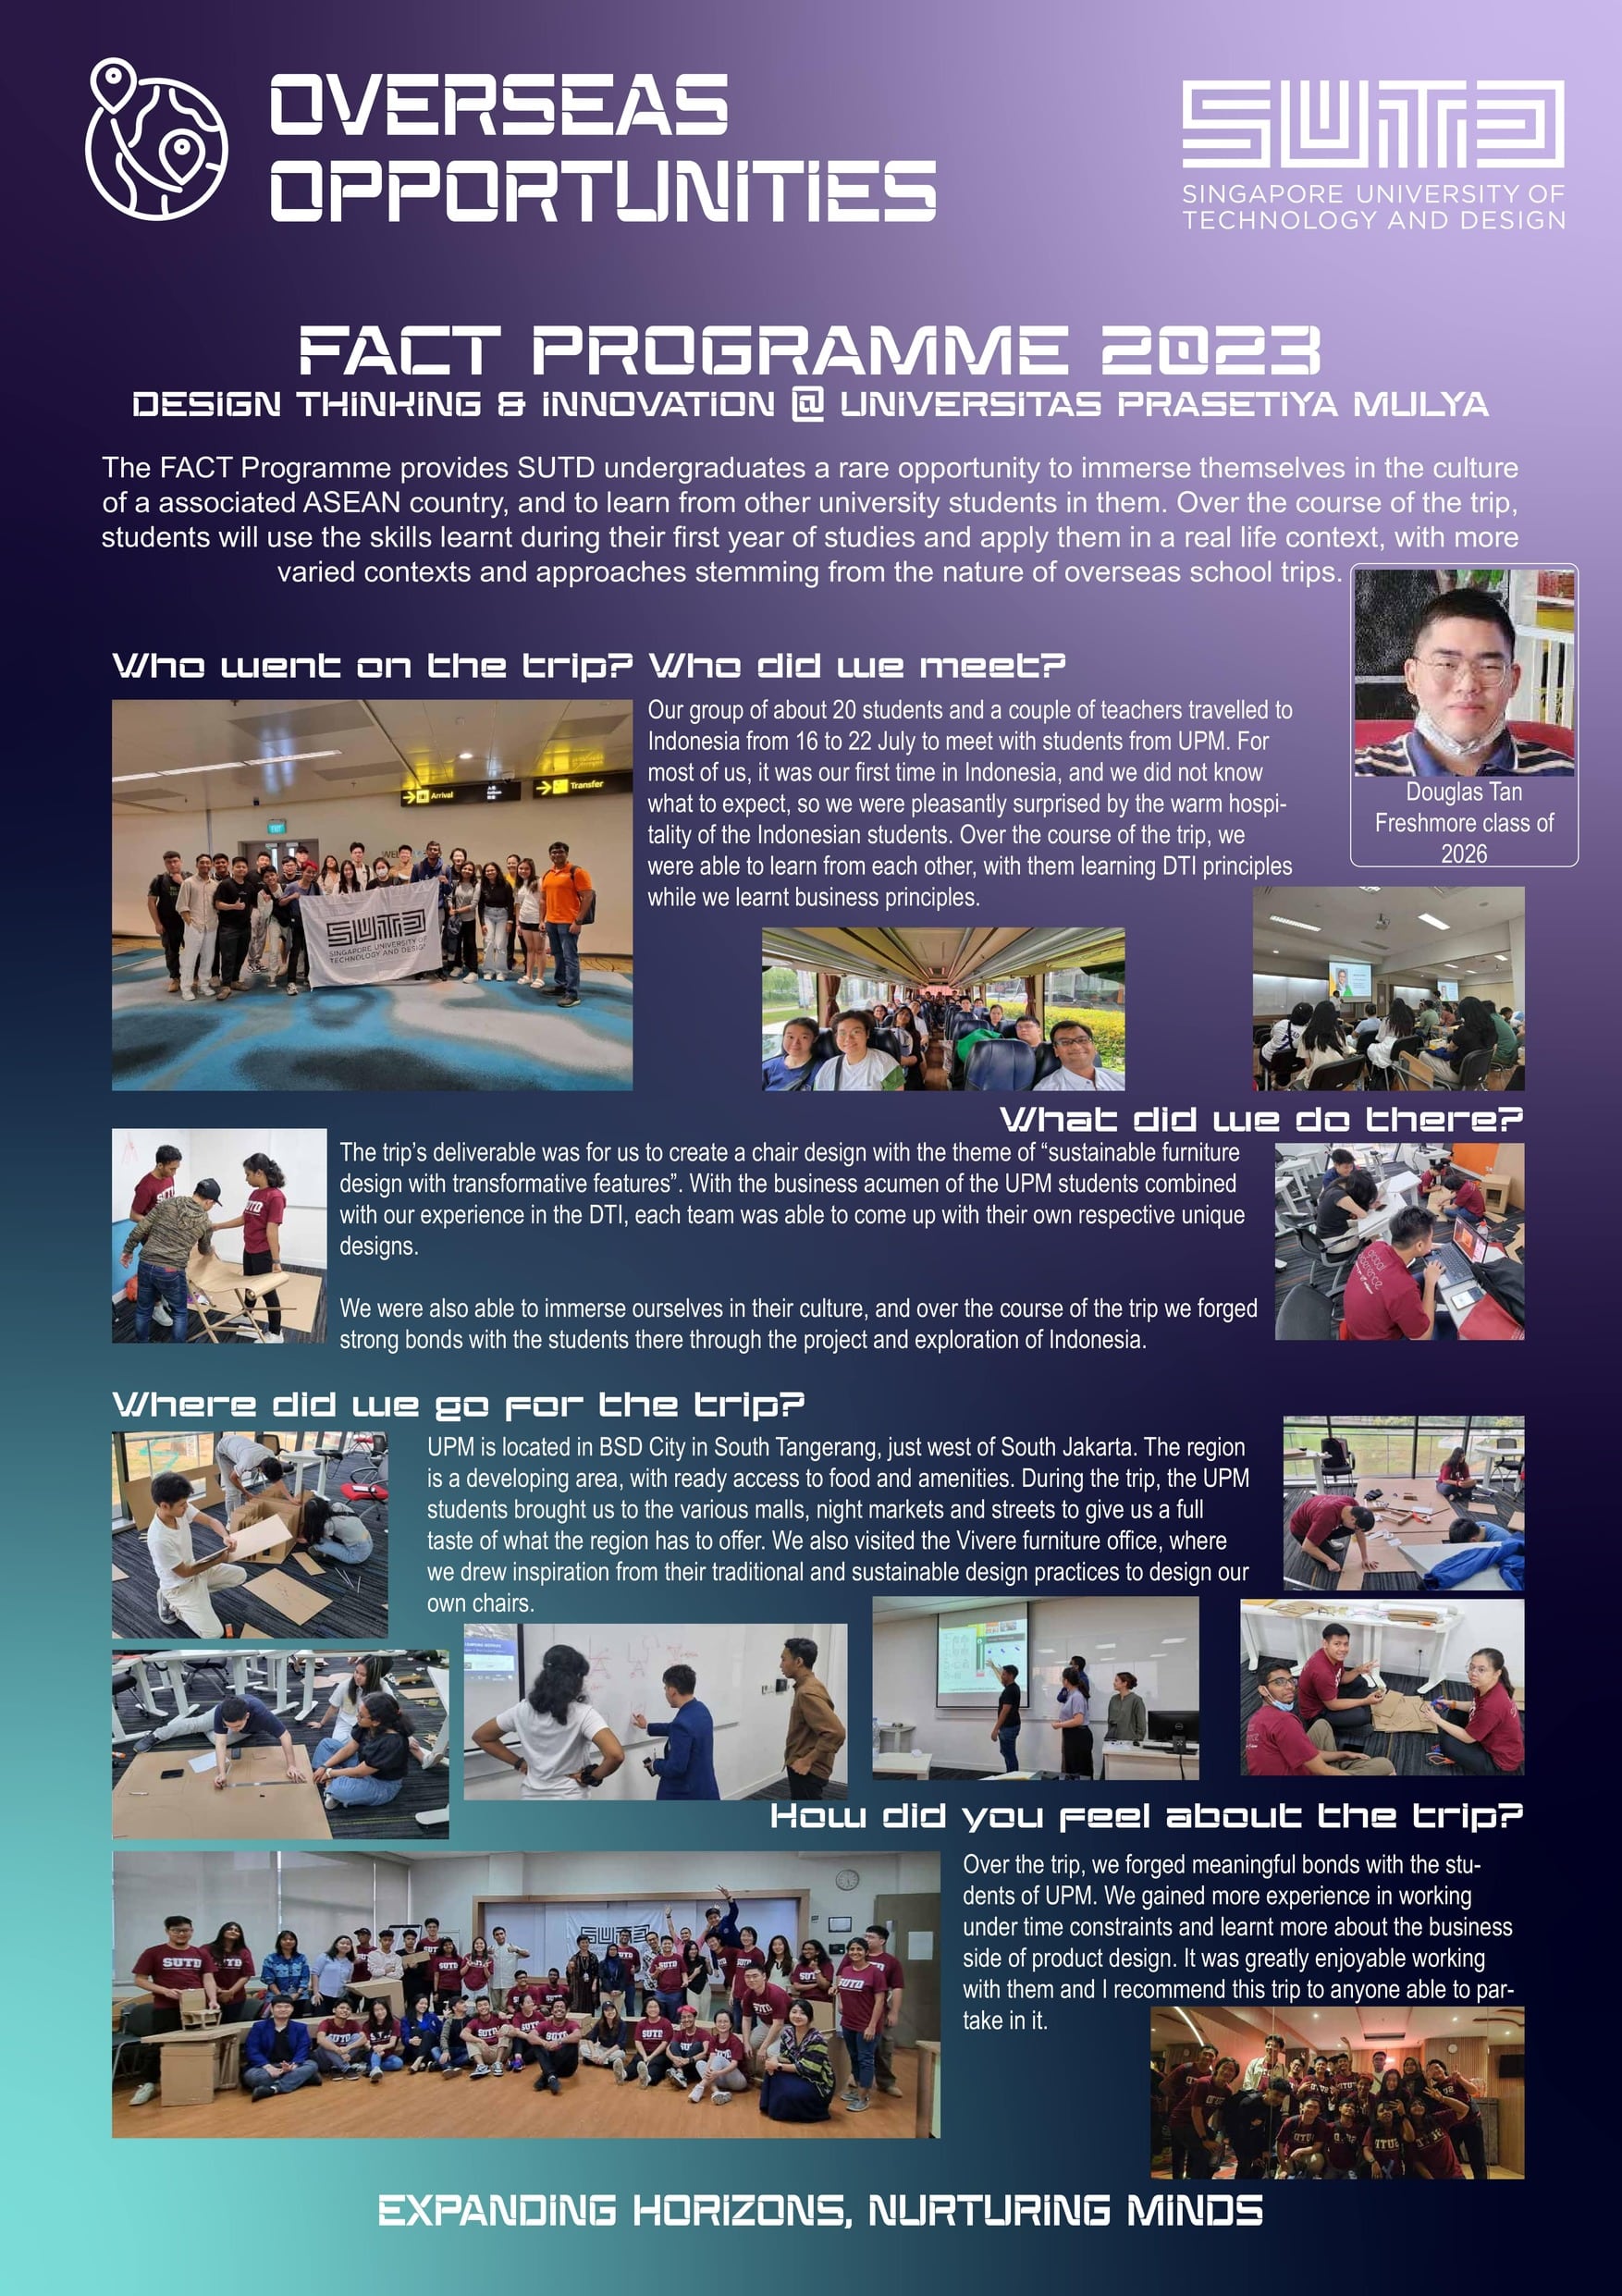 OVERSEAS
OPPORTUNITIES
SUTD
SINGAPORE UNIVERSITY OF
TECHNOLOGY AND DESIGN
FACT PROGRAMME 2023
DESIGN THINKING & INNOVATION @ UNIVERSITAS PRASETIYA MULYA
The FACT Programme provides SUTD undergraduates a rare opportunity to immerse themselves in the culture
of a associated ASEAN country, and to learn from other university students in them. Over the course of the trip,
students will use the skills learnt during their first year of studies and apply them in a real life context, with more
varied contexts and approaches stemming from the nature of overseas school trips.
Douglas Tan
Freshmore class of
2026
Who went on the trip? Who did we meet?
Our group of about 20 students and a couple of teachers travelled to
Indonesia from 16 to 22 July to meet with students from UPM. For
most of us, it was our first time in Indonesia, and we did not know
what to expect, so we were pleasantly surprised by the warm hospi-
tality of the Indonesian students. Over the course of the trip, we
were able to learn from each other, with them learning DTI principles
while we learnt business principles.
Arrival
Transfer
SUTD
SINGAPORE UNIVERSITY OF
TECHNOLOGY AND DESIGN
What did we do there?
The trip’s deliverable was for us to create a chair design with the theme of “sustainable furniture
design with transformative features”. With the business acumen of the UPM students combined
with our experience in the DTI, each team was able to come up with their own respective unique
designs.
We were also able to immerse ourselves in their culture, and over the course of the trip we forged
strong bonds with the students there through the project and exploration of Indonesia.
Where did we go for the trip?
UPM is located in BSD City in South Tangerang, just west of South Jakarta. The region
is a developing area, with ready access to food and amenities. During the trip, the UPM
students brought us to the various malls, night markets and streets to give us a full
taste of what the region has to offer. We also visited the Vivere furniture office, where
we drew inspiration from their traditional and sustainable design practices to design our
own chairs.
How did you feel about the trip?
Over the trip, we forged meaningful bonds with the stu-
dents of UPM. We gained more experience in working
under time constraints and learnt more about the business
side of product design. It was greatly enjoyable working
with them and I recommend this trip to anyone able to par-
take in it.
SUTD
SUTD
EXPANDING HORIZONS, NURTURING MINDS